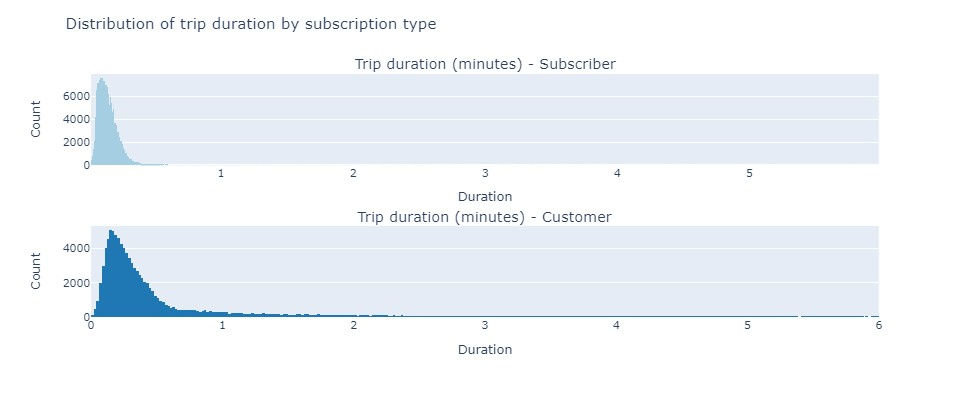 Distribution of trip duration by subscription type
Trip duration (minutes) - Subscriber
Count
6000
4000
2000
0
1 2 3 4 5
Duration
Trip duration (minutes) - Customer
Count
4000
2000
0
0 1 2 3 4 5 6
Duration